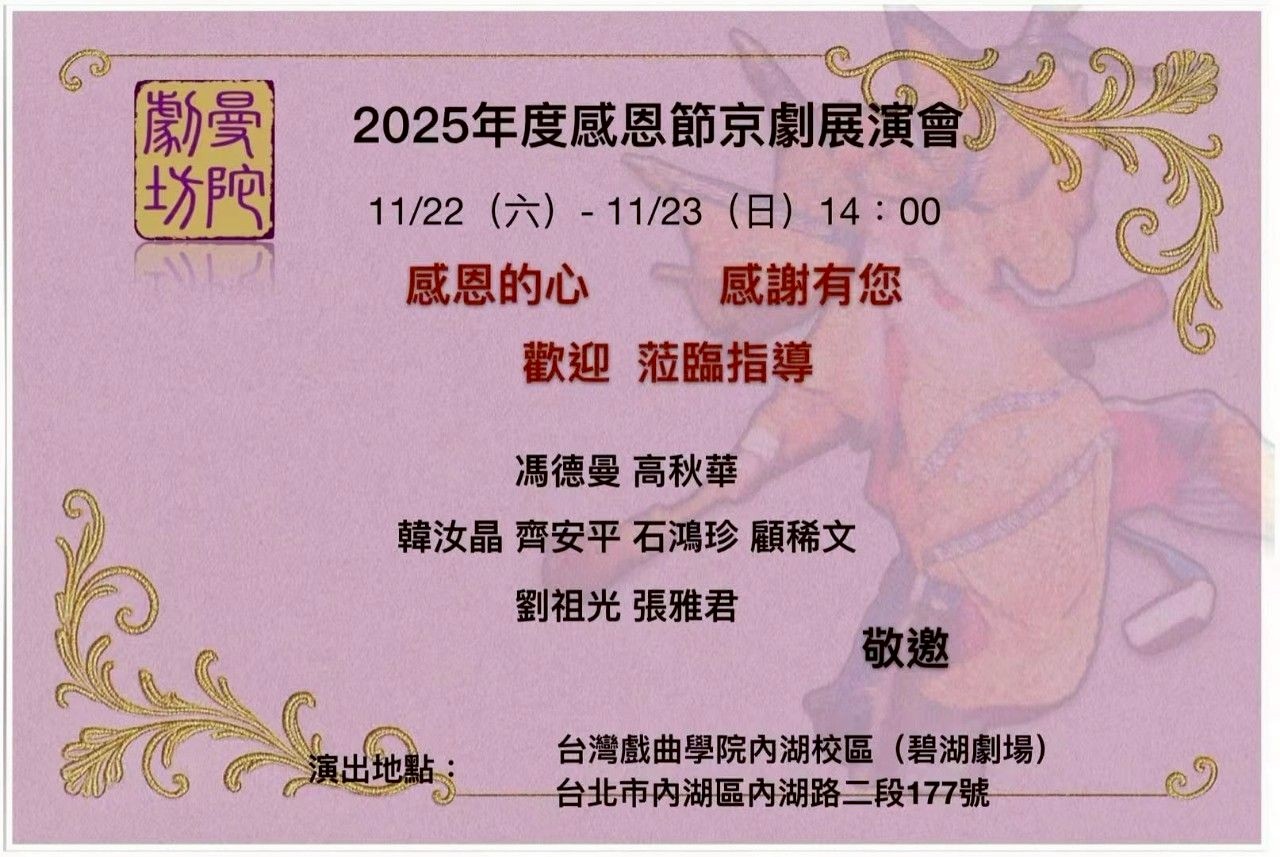 曼陀劇坊
2025年度感恩節京劇展演會
11/22（六）- 11/23（日）14：00
感恩的心 感謝有您
歡迎 蒞臨指導
馮德曼 高秋華
韓汝晶 齊安平 石鴻珍 顧稀文
劉祖光 張雅君
敬邀
演出地點：
台灣戲曲學院內湖校區（碧湖劇場）
台北市內湖區內湖路二段177號